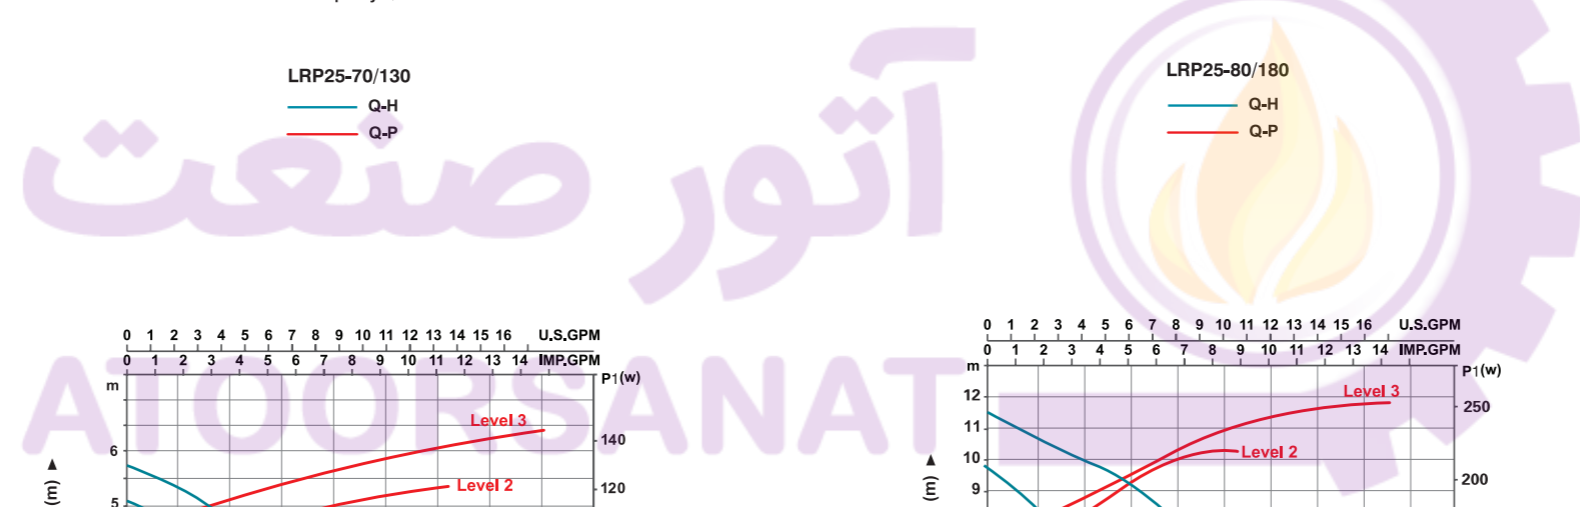 LRP25-70/130
Q-H
Q-P
LRP25-80/180
Q-H
Q-P
آتور صنعت
ATOORSANAT
0 1 2 3 4 5 6 7 8 9 10 11 12 13 14 15 16 U.S.GPM
0 1 2 3 4 5 6 7 8 9 10 11 12 13 14 IMP.GPM
m
P1(w)
Level 3
140
6
Level 2
120
5
(m)
0 1 2 3 4 5 6 7 8 9 10 11 12 13 14 15 16 U.S.GPM
0 1 2 3 4 5 6 7 8 9 10 11 12 13 14 IMP.GPM
m
P1(w)
Level 3
12
250
11
Level 2
10
200
9
(m)